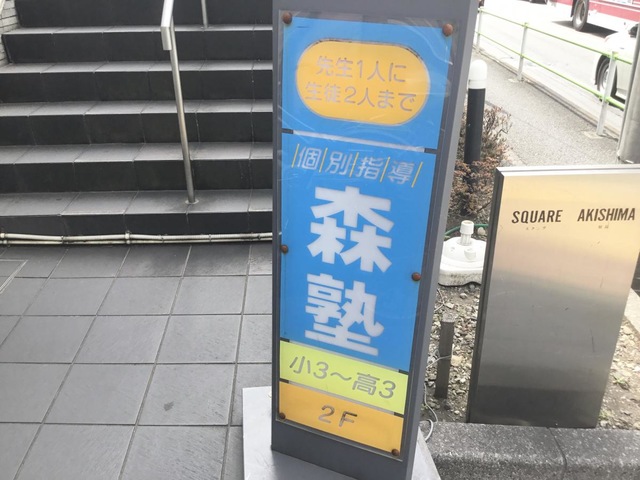 先生1人に
生徒2人まで
個別指導
森塾
小3～高3
2F
SQUARE AKISHIMA